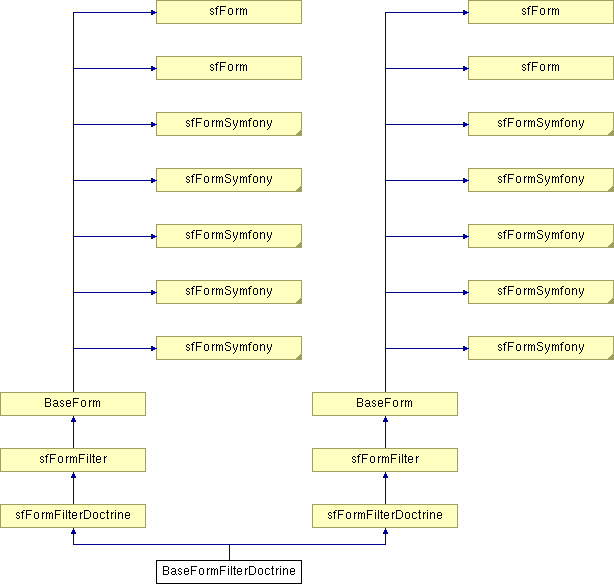 sfForm sfForm
sfForm sfForm
sfFormSymfony sfFormSymfony
sfFormSymfony sfFormSymfony
sfFormSymfony sfFormSymfony
sfFormSymfony sfFormSymfony
sfFormSymfony sfFormSymfony
BaseForm BaseForm
sfFormFilter sfFormFilter
sfFormFilterDoctrine sfFormFilterDoctrine
BaseFormFilterDoctrine